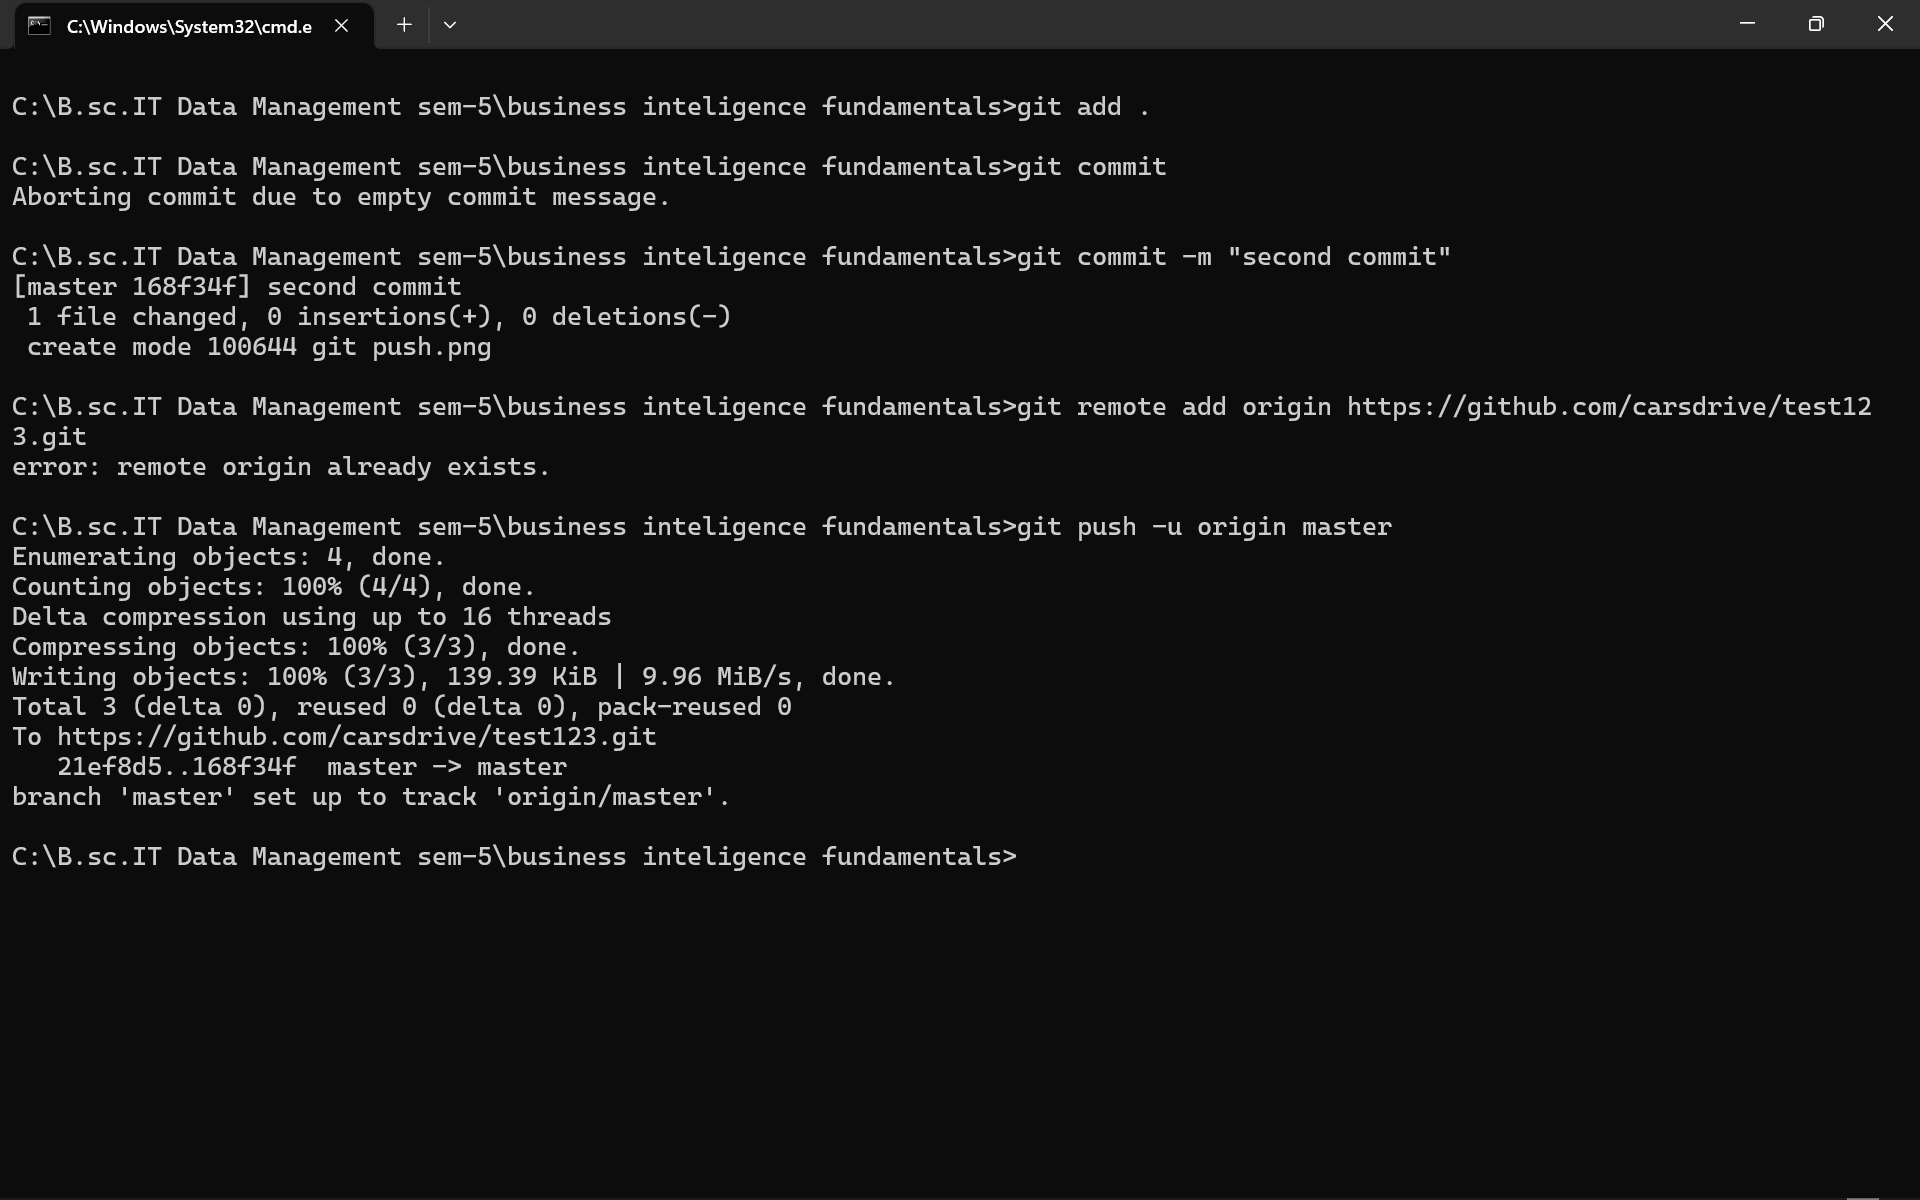 C:\Windows\System32\cmd.e
C:\B.sc.IT Data Management sem-5\business inteligence fundamentals>git add .
C:\B.sc.IT Data Management sem-5\business inteligence fundamentals>git commit
Aborting commit due to empty commit message.
C:\B.sc.IT Data Management sem-5\business inteligence fundamentals>git commit -m "second commit"
[master 168f34f] second commit
 1 file changed, 0 insertions(+), 0 deletions(-)
 create mode 100644 git push.png
C:\B.sc.IT Data Management sem-5\business inteligence fundamentals>git remote add origin https://github.com/carsdrive/test12
3.git
error: remote origin already exists.
C:\B.sc.IT Data Management sem-5\business inteligence fundamentals>git push -u origin master
Enumerating objects: 4, done.
Counting objects: 100% (4/4), done.
Delta compression using up to 16 threads
Compressing objects: 100% (3/3), done.
Writing objects: 100% (3/3), 139.39 KiB | 9.96 MiB/s, done.
Total 3 (delta 0), reused 0 (delta 0), pack-reused 0
To https://github.com/carsdrive/test123.git
   21ef8d5..168f34f  master -> master
branch 'master' set up to track 'origin/master'.
C:\B.sc.IT Data Management sem-5\business inteligence fundamentals>